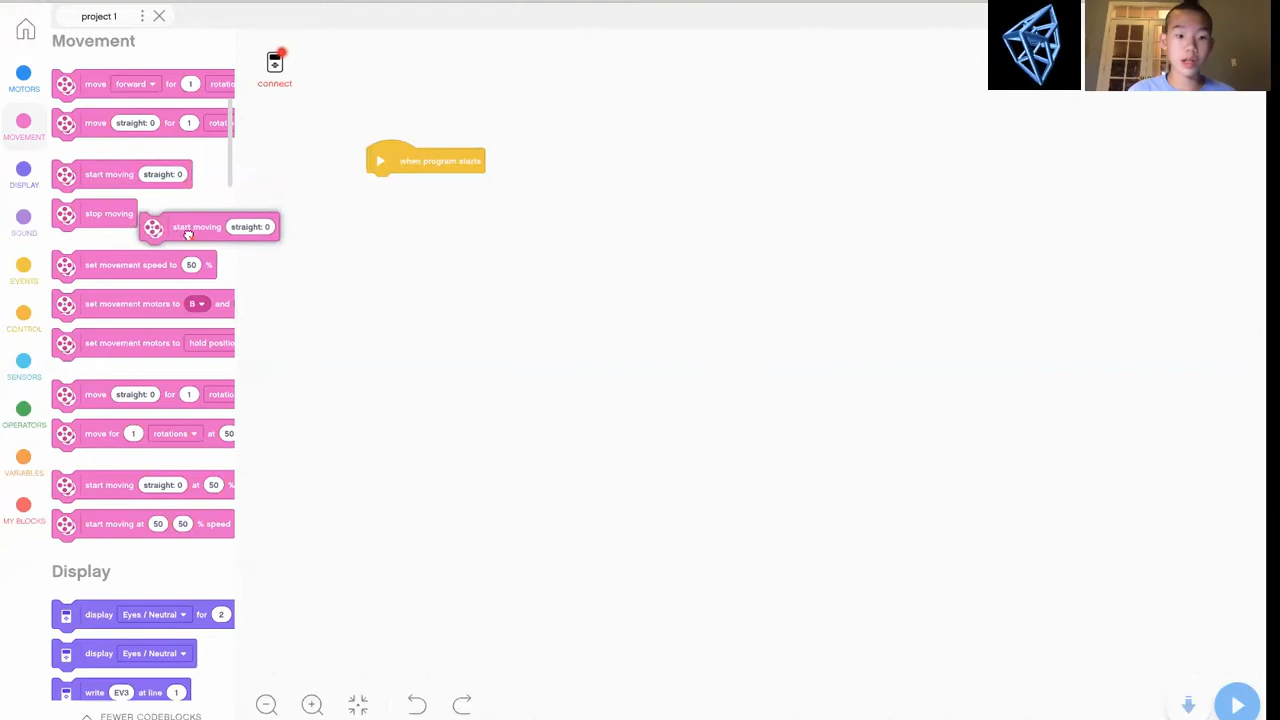 project 1
Movement
connect
MOTORS
MOVEMENT
DISPLAY
SOUND
EVENTS
CONTROL
SENSORS
OPERATORS
VARIABLES
MY BLOCKS
move forward for 1 rotatio
move straight: 0 for 1 rotat
start moving straight: 0
stop moving
start moving straight: 0
set movement speed to 50 %
set movement motors to B and
set movement motors to hold positio
move straight: 0 for 1 rotatio
move for 1 rotations at 50
start moving straight: 0 at 50 %
start moving at 50 50 % speed
Display
display Eyes / Neutral for 2
display Eyes / Neutral
write EV3 at line 1
FEWER CODEBLOCKS
when program starts